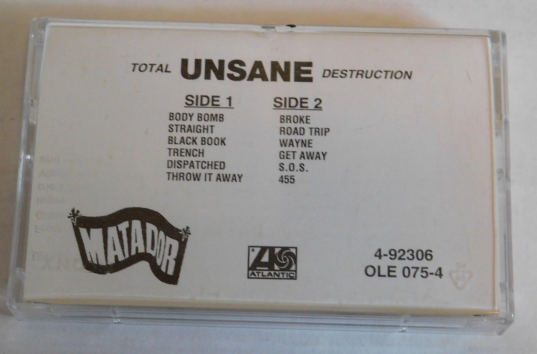 TOTAL UNSANE DESTRUCTION
SIDE 1
BODY BOMB
STRAIGHT
BLACK BOOK
TRENCH
DISPATCHED
THROW IT AWAY
SIDE 2
BROKE
ROAD TRIP
WAYNE
GET AWAY
S.O.S.
455
MATADOR
ATLANTIC
4-92306
OLE 075-4